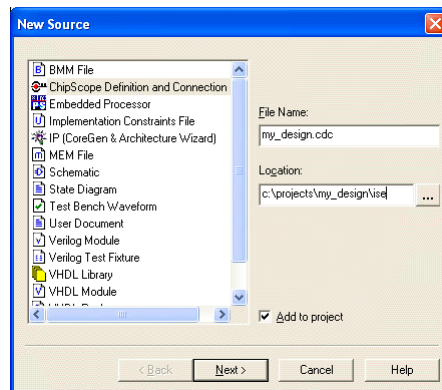 New Source
BMM File
ChipScope Definition and Connection
Embedded Processor
Implementation Constraints File
IP (CoreGen & Architecture Wizard)
MEM File
Schematic
State Diagram
Test Bench Waveform
User Document
Verilog Module
Verilog Test Fixture
VHDL Library
VHDL Module
File Name:
my_design.cdc
Location:
c:\projects\my_design\ise
...
Add to project
< Back
Next >
Cancel
Help